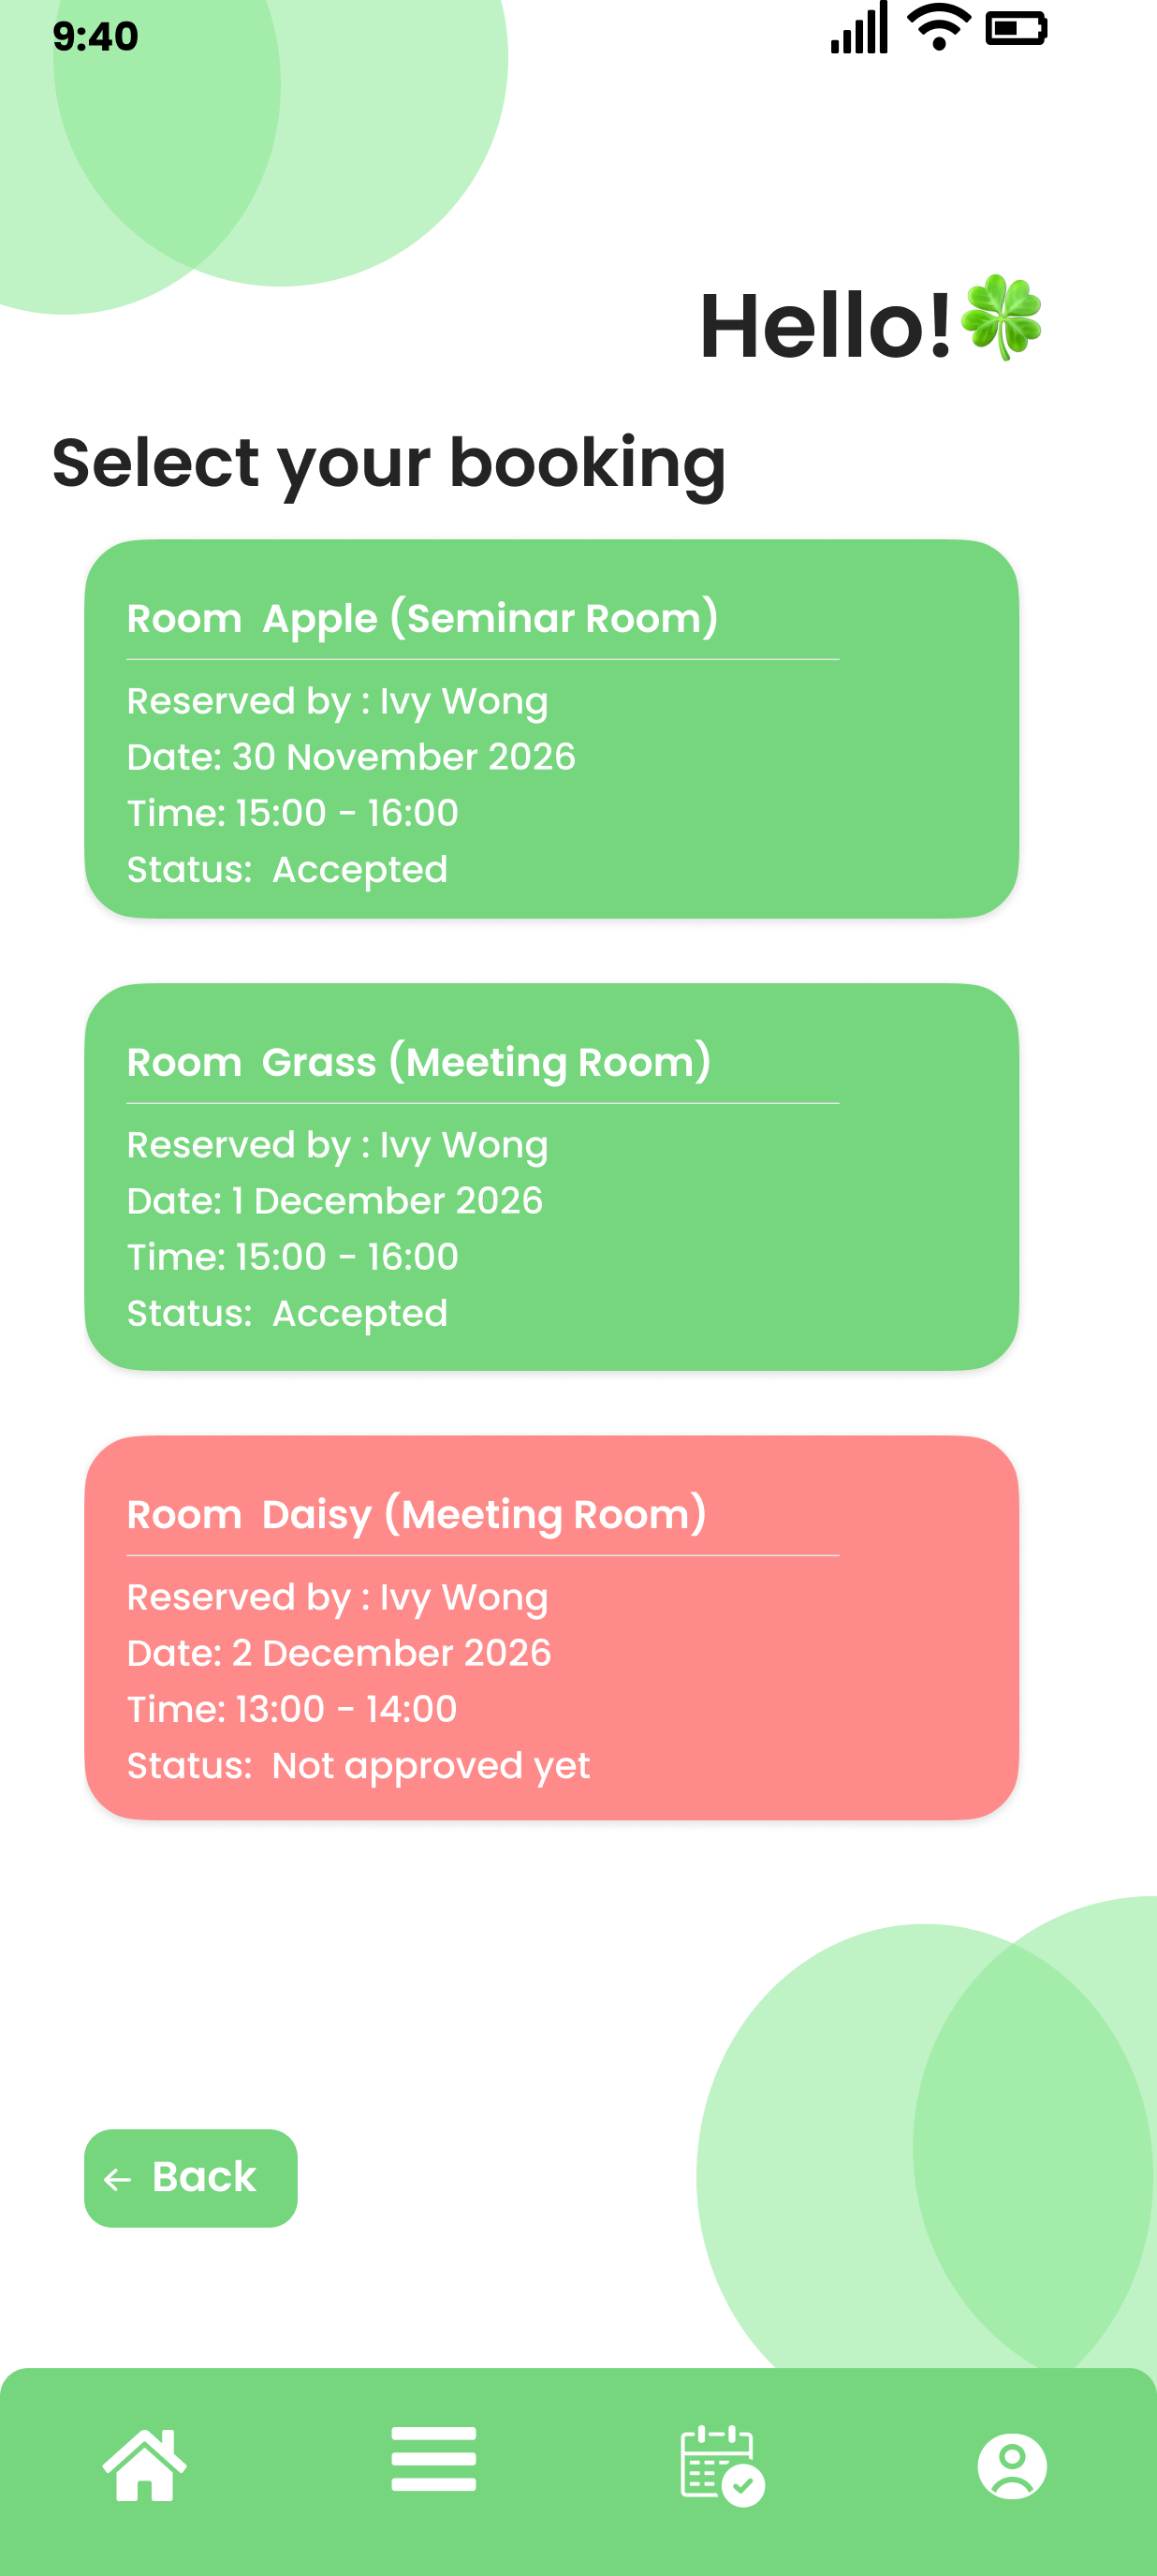 9:40
Hello!🍀
Select your booking
Room  Apple (Seminar Room)
Reserved by : Ivy Wong
Date: 30 November 2026
Time: 15:00 - 16:00
Status:  Accepted
Room  Grass (Meeting Room)
Reserved by : Ivy Wong
Date: 1 December 2026
Time: 15:00 - 16:00
Status:  Accepted
Room  Daisy (Meeting Room)
Reserved by : Ivy Wong
Date: 2 December 2026
Time: 13:00 - 14:00
Status:  Not approved yet
← Back